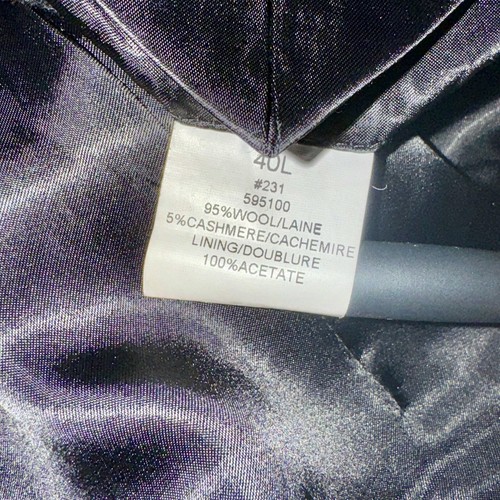 40L
#231
595100
95%WOOL/LAINE
5%CASHMERE/CACHEMIRE
LINING/DOUBLURE
100%ACETATE